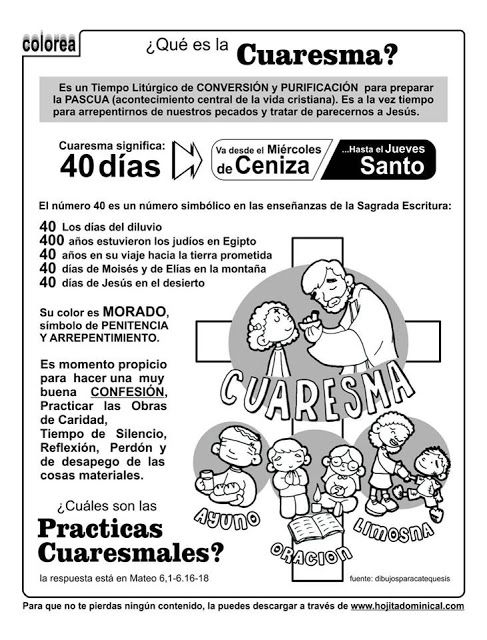 colorea
¿Qué es la Cuaresma?
Es un Tiempo Litúrgico de CONVERSIÓN y PURIFICACIÓN para preparar
la PASCUA (acontecimiento central de la vida cristiana). Es a la vez tiempo
para arrepentirnos de nuestros pecados y tratar de parecernos a Jesús.
Cuaresma significa:
40 días
Va desde el Miércoles
de Ceniza
...Hasta el Jueves
Santo
El número 40 es un número simbólico en las enseñanzas de la Sagrada Escritura:
40 Los días del diluvio
400 años estuvieron los judíos en Egipto
40 años en su viaje hacia la tierra prometida
40 días de Moisés y de Elías en la montaña
40 días de Jesús en el desierto
Su color es MORADO,
símbolo de PENITENCIA
Y ARREPENTIMIENTO.
Es momento propicio
para hacer una muy
buena CONFESIÓN,
Practicar las Obras
de Caridad,
Tiempo de Silencio,
Reflexión, Perdón y
de desapego de las
cosas materiales.
CUARESMA
AYUNO
ORACION
LIMOSNA
¿Cuáles son las
Practicas
Cuaresmales?
la respuesta está en Mateo 6,1-6.16-18
fuente: dibujosparacatequesis
Para que no te pierdas ningún contenido, la puedes descargar a través de www.hojitadominical.com